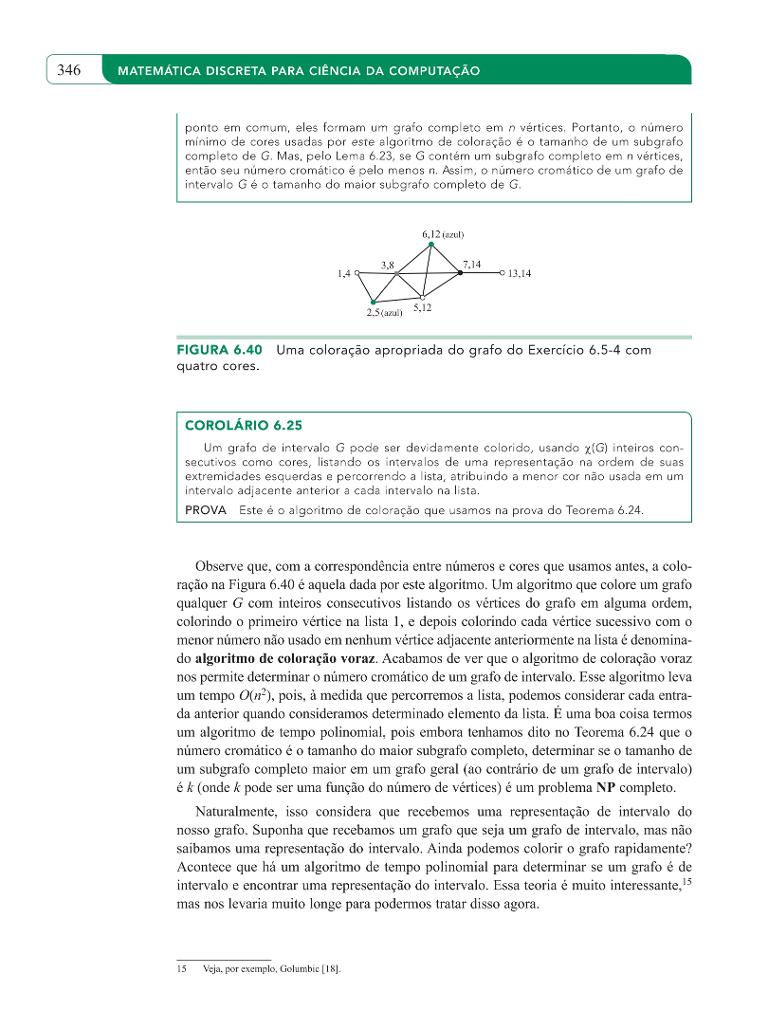 346 MATEMÁTICA DISCRETA PARA CIÊNCIA DA COMPUTAÇÃO
ponto em comum, eles formam um grafo completo em n vértices. Portanto, o número
mínimo de cores usadas por este algoritmo de coloração é o tamanho de um subgrafo
completo de G. Mas, pelo Lema 6.23, se G contém um subgrafo completo em n vértices,
então seu número cromático é pelo menos n. Assim, o número cromático de um grafo de
intervalo G é o tamanho do maior subgrafo completo de G.
6,12 (azul)
3,8
7,14
1,4
13,14
5,12
2,5 (azul)
FIGURA 6.40 Uma coloração apropriada do grafo do Exercício 6.5-4 com
quatro cores.
COROLÁRIO 6.25
Um grafo de intervalo G pode ser devidamente colorido, usando χ(G) inteiros con-
secutivos como cores, listando os intervalos de uma representação na ordem de suas
extremidades esquerdas e percorrendo a lista, atribuindo a menor cor não usada em um
intervalo adjacente anterior a cada intervalo na lista.
PROVA Este é o algoritmo de coloração que usamos na prova do Teorema 6.24.
Observe que, com a correspondência entre números e cores que usamos antes, a colo-
ração na Figura 6.40 é aquela dada por este algoritmo. Um algoritmo que colore um grafo
qualquer G com inteiros consecutivos listando os vértices do grafo em alguma ordem,
colorindo o primeiro vértice na lista 1, e depois colorindo cada vértice sucessivo com o
menor número não usado em nenhum vértice adjacente anteriormente na lista é denomina-
do algoritmo de coloração voraz. Acabamos de ver que o algoritmo de coloração voraz
nos permite determinar o número cromático de um grafo de intervalo. Esse algoritmo leva
um tempo O(n²), pois, à medida que percorremos a lista, podemos considerar cada entra-
da anterior quando consideramos determinado elemento da lista. É uma boa coisa termos
um algoritmo de tempo polinomial, pois embora tenhamos dito no Teorema 6.24 que o
número cromático é o tamanho do maior subgrafo completo, determinar se o tamanho de
um subgrafo completo maior em um grafo geral (ao contrário de um grafo de intervalo)
é k (onde k pode ser uma função do número de vértices) é um problema NP completo.
Naturalmente, isso considera que recebemos uma representação de intervalo do
nosso grafo. Suponha que recebamos um grafo que seja um grafo de intervalo, mas não
saibamos uma representação do intervalo. Ainda podemos colorir o grafo rapidamente?
Acontece que há um algoritmo de tempo polinomial para determinar se um grafo é de
intervalo e encontrar uma representação do intervalo. Essa teoria é muito interessante,¹⁵
mas nos levaria muito longe para podermos tratar disso agora.
15 Veja, por exemplo, Golumbic [18].